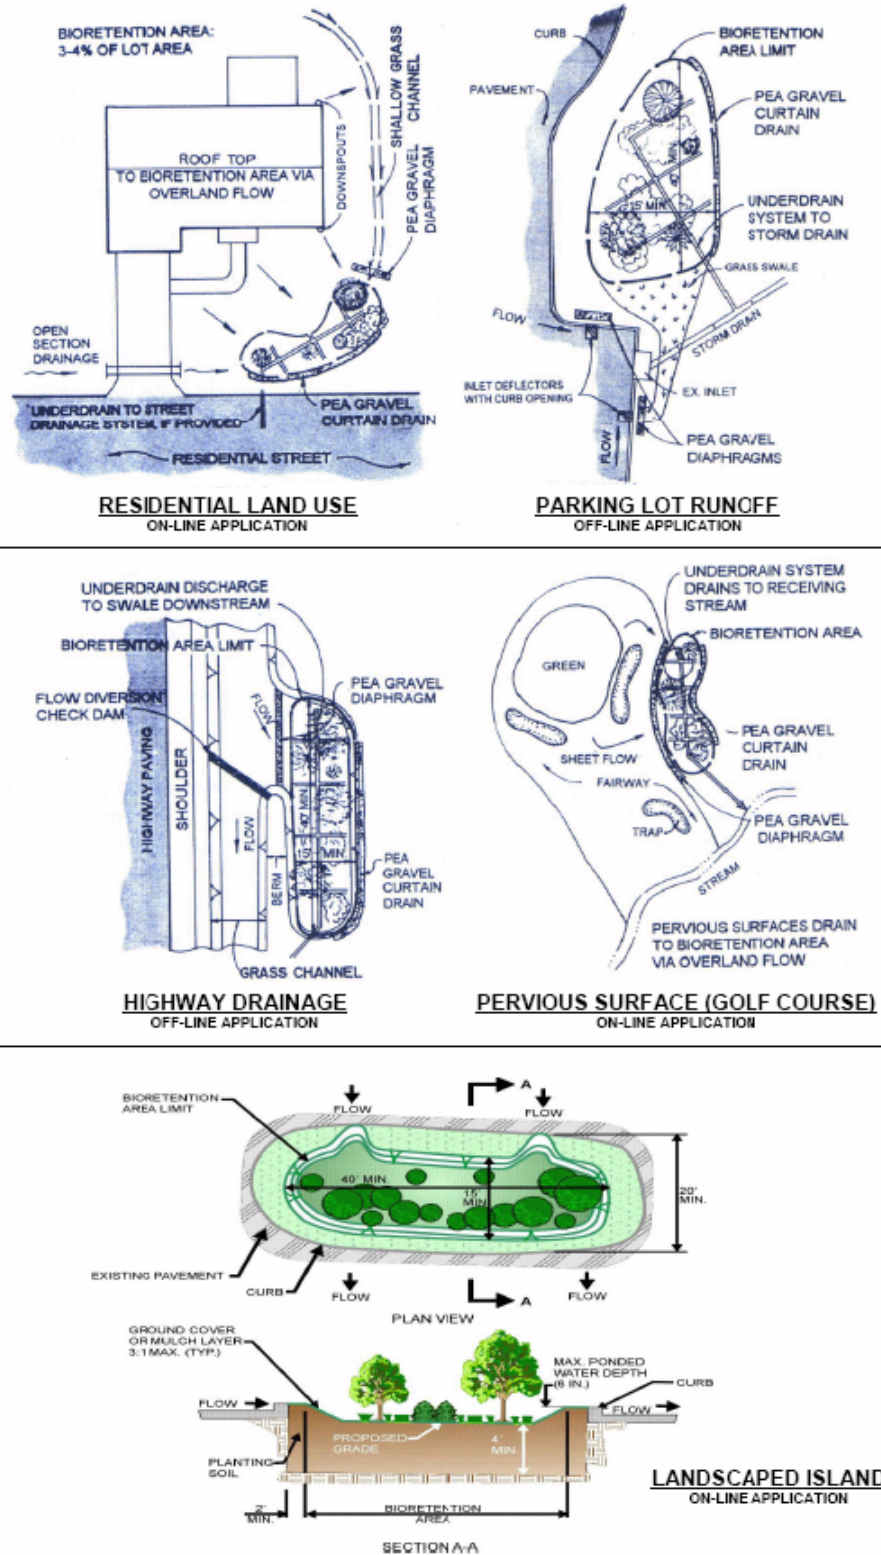 BIORETENTION AREA:
3-4% OF LOT AREA
ROOF TOP
TO BIORETENTION AREA VIA
OVERLAND FLOW
DOWNSPOUTS
SHALLOW GRASS
CHANNEL
PEA GRAVEL
DIAPHRAGM
OPEN
SECTION
DRAINAGE
UNDERDRAIN TO STREET
DRAINAGE SYSTEM, IF PROVIDED
PEA GRAVEL
CURTAIN DRAIN
RESIDENTIAL STREET
RESIDENTIAL LAND USE
ON-LINE APPLICATION
CURB
BIORETENTION
AREA LIMIT
PAVEMENT
PEA GRAVEL
CURTAIN
DRAIN
40' MIN.
15' MIN.
UNDERDRAIN
SYSTEM TO
STORM DRAIN
GRASS SWALE
FLOW
STORM DRAIN
INLET DEFLECTORS
WITH CURB OPENING
EX. INLET
FLOW
PEA GRAVEL
DIAPHRAGMS
PARKING LOT RUNOFF
OFF-LINE APPLICATION
UNDERDRAIN DISCHARGE
TO SWALE DOWNSTREAM
BIORETENTION AREA LIMIT
PEA GRAVEL
DIAPHRAGM
FLOW DIVERSION
CHECK DAM
FLOW
HIGHWAY PAVING
SHOULDER
FLOW
BERM
40' MIN.
15' MIN.
PEA
GRAVEL
CURTAIN
DRAIN
GRASS CHANNEL
HIGHWAY DRAINAGE
OFF-LINE APPLICATION
UNDERDRAIN SYSTEM
DRAINS TO RECEIVING
STREAM
BIORETENTION AREA
GREEN
PEA GRAVEL
CURTAIN
DRAIN
SHEET FLOW
FAIRWAY
PEA GRAVEL
DIAPHRAGM
TRAP
STREAM
PERVIOUS SURFACES DRAIN
TO BIORETENTION AREA
VIA OVERLAND FLOW
PERVIOUS SURFACE (GOLF COURSE)
ON-LINE APPLICATION
BIORETENTION
AREA LIMIT
FLOW
A
FLOW
40' MIN.
15'
MIN.
20'
MIN.
EXISTING PAVEMENT
CURB
FLOW
A
FLOW
PLAN VIEW
GROUND COVER
OR MULCH LAYER
3:1 MAX. (TYP.)
MAX. PONDED
WATER DEPTH
(6 IN.)
CURB
FLOW
FLOW
PROPOSED
GRADE
4'
MIN.
PLANTING
SOIL
2'
MIN.
BIORETENTION
AREA
SECTION A-A
LANDSCAPED ISLAND
ON-LINE APPLICATION